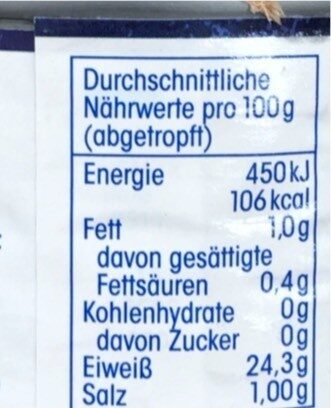 Durchschnittliche
Nährwerte pro 100g
(abgetropft)
Energie 450kJ
106kcal
Fett 1,0g
davon gesättigte
Fettsäuren 0,4g
Kohlenhydrate 0g
davon Zucker 0g
Eiweiß 24,3g
Salz 1,00g